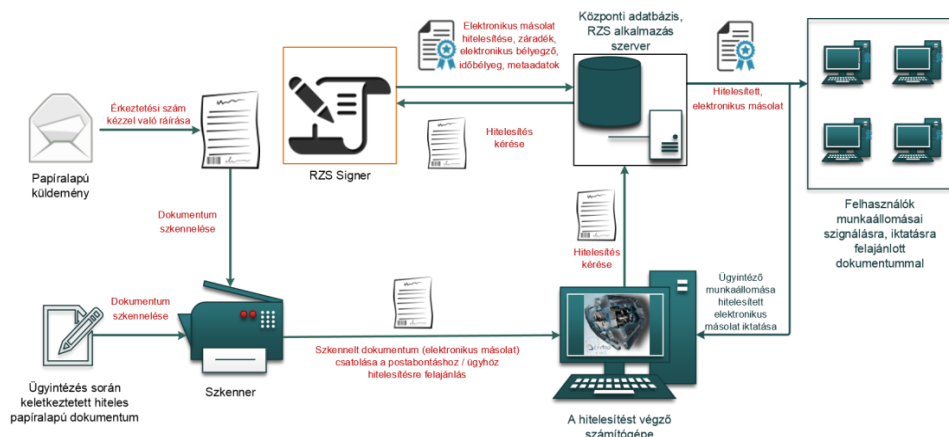 Elektronikus másolat
hitelesítése, záradék,
elektronikus bélyegző,
időbélyeg, metaadatok
Központi adatbázis,
RZS alkalmazás
szerver
Érkeztetési szám
kézzel való ráírása
Hitelesített,
elektronikus másolat
Hitelesítés
kérése
Papíralapú
küldemény
RZS Signer
Felhasználók
munkaállomásai
szignálásra, iktatásra
felajánlott
dokumentummal
Dokumentum
szkennelése
Hitelesítés
kérése
Ügyintéző
munkaállomása
hitelesített
elektronikus
másolat iktatása
Dokumentum
szkennelése
Szkennelt dokumentum (elektronikus másolat)
csatolása a postabontáshoz / ügyhöz
hitelesítésre felajánlás
Szkenner
Ügyintézés során
keletkeztetett hiteles
papíralapú dokumentum
A hitelesítést végző
számítógépe